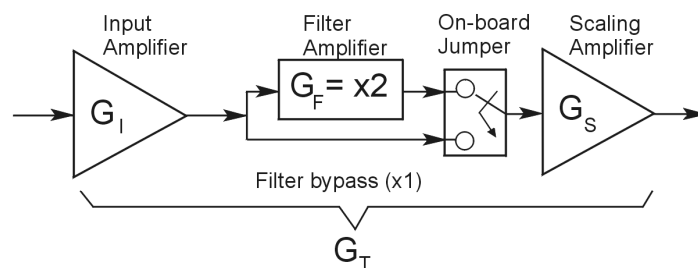 Input
Amplifier
Filter
Amplifier
On-board
Jumper
Scaling
Amplifier
G_I
G_F = x2
G_S
Filter bypass (x1)
G_T